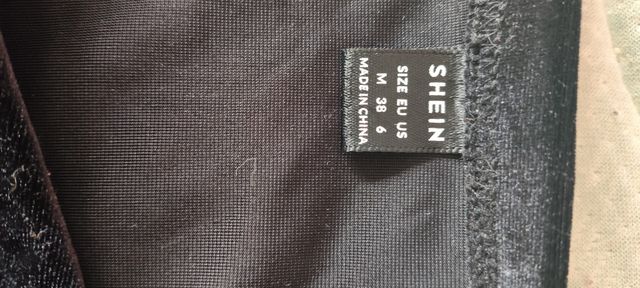 SHEIN
SIZE EU US
M 38 6
MADE IN CHINA